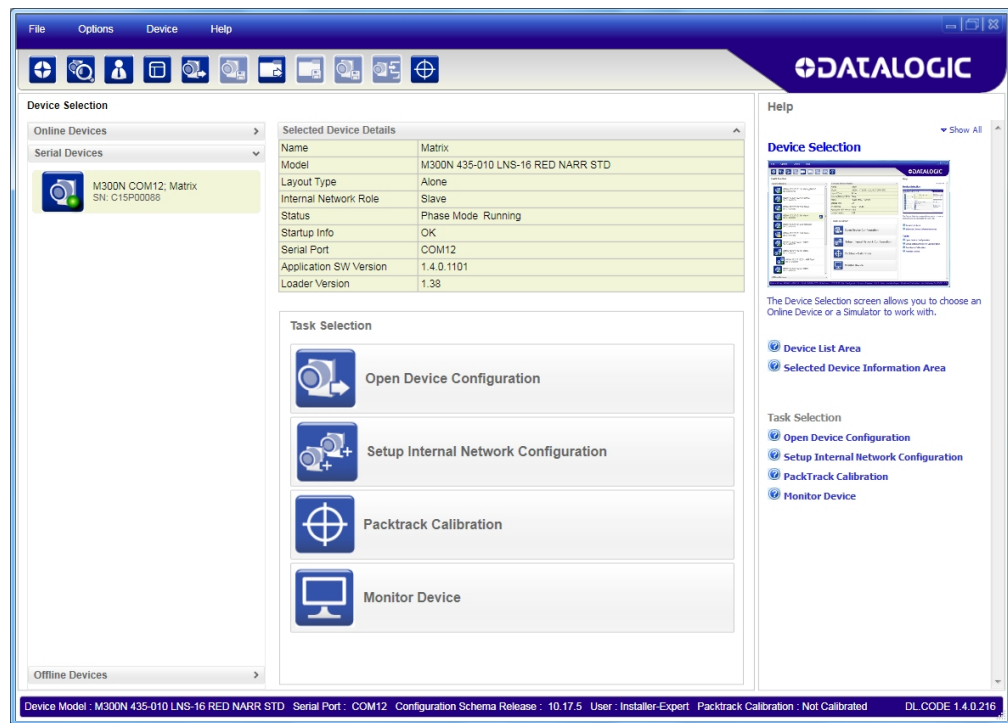 File Options Device Help
DATALOGIC
Device Selection
Online Devices
Serial Devices
M300N COM12; Matrix
SN: C15P00088
Offline Devices
Selected Device Details
Name Matrix
Model M300N 435-010 LNS-16 RED NARR STD
Layout Type Alone
Internal Network Role Slave
Status Phase Mode Running
Startup Info OK
Serial Port COM12
Application SW Version 1.4.0.1101
Loader Version 1.38
Task Selection
Open Device Configuration
Setup Internal Network Configuration
Packtrack Calibration
Monitor Device
Help
Show All
Device Selection
DATALOGIC
The Device Selection screen allows you to choose an
Online Device or a Simulator to work with.
Device List Area
Selected Device Information Area
Task Selection
Open Device Configuration
Setup Internal Network Configuration
PackTrack Calibration
Monitor Device
Device Model : M300N 435-010 LNS-16 RED NARR STD Serial Port : COM12 Configuration Schema Release : 10.17.5 User : Installer-Expert Packtrack Calibration : Not Calibrated DL.CODE 1.4.0.216